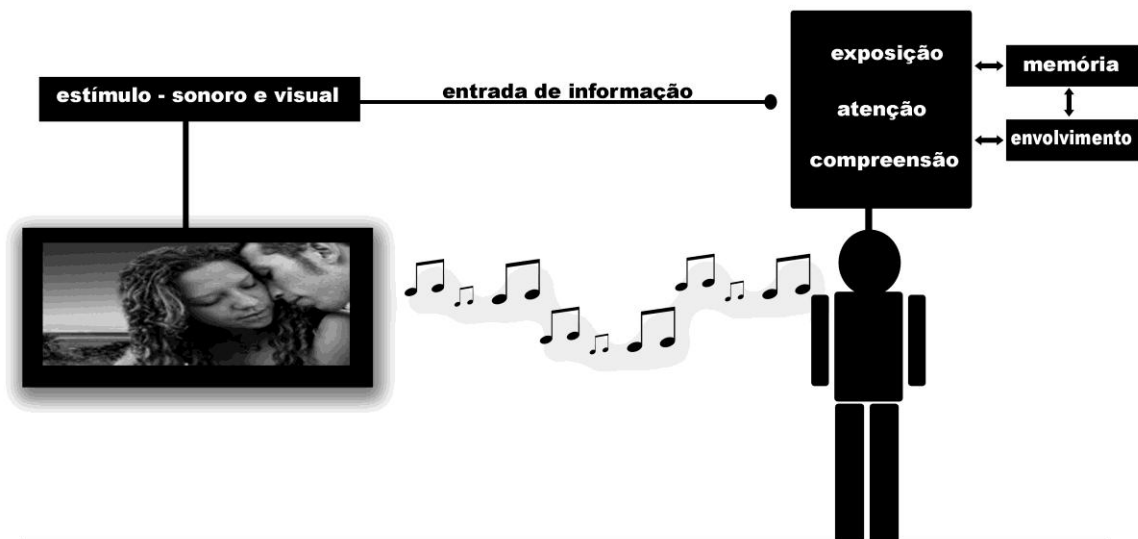 estímulo - sonoro e visual
entrada de informação
exposição
atenção
compreensão
memória
envolvimento